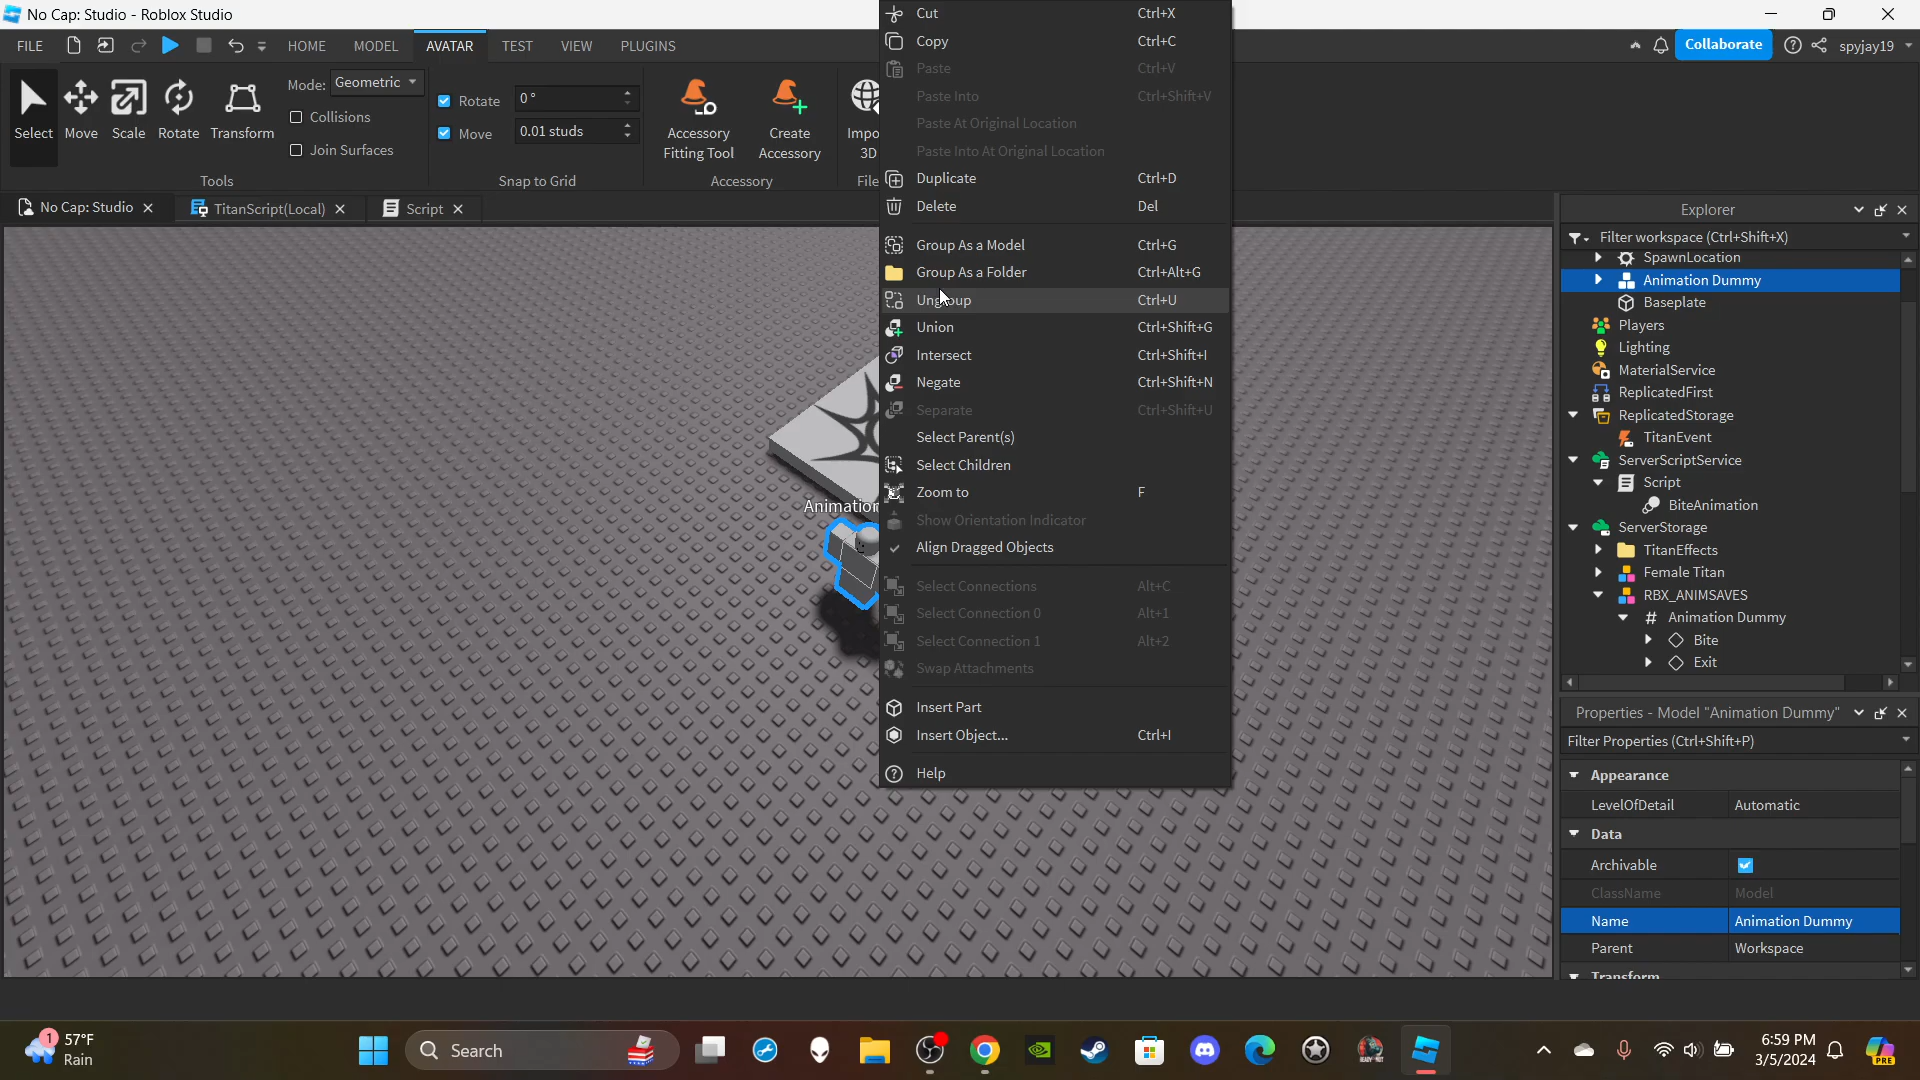 No Cap: Studio - Roblox Studio
FILE HOME MODEL AVATAR TEST VIEW PLUGINS
Collaborate spyjay19
Select Move Scale Rotate Transform
Mode: Geometric
Collisions
Join Surfaces
Tools
Rotate 0 °
Move 0.01 studs
Snap to Grid
Accessory Fitting Tool
Create Accessory
Accessory
Impo
3D
File
No Cap: Studio
TitanScript(Local)
Script
Animation
Cut Ctrl+X
Copy Ctrl+C
Paste Ctrl+V
Paste Into Ctrl+Shift+V
Paste At Original Location
Paste Into At Original Location
Duplicate Ctrl+D
Delete Del
Group As a Model Ctrl+G
Group As a Folder Ctrl+Alt+G
Ungroup Ctrl+U
Union Ctrl+Shift+G
Intersect Ctrl+Shift+I
Negate Ctrl+Shift+N
Separate Ctrl+Shift+U
Select Parent(s)
Select Children
Zoom to F
Show Orientation Indicator
Align Dragged Objects
Select Connections Alt+C
Select Connection 0 Alt+1
Select Connection 1 Alt+2
Swap Attachments
Insert Part
Insert Object... Ctrl+I
Help
Explorer
Filter workspace (Ctrl+Shift+X)
SpawnLocation
Animation Dummy
Baseplate
Players
Lighting
MaterialService
ReplicatedFirst
ReplicatedStorage
TitanEvent
ServerScriptService
Script
BiteAnimation
ServerStorage
TitanEffects
Female Titan
RBX_ANIMSAVES
# Animation Dummy
Bite
Exit
Properties - Model "Animation Dummy"
Filter Properties (Ctrl+Shift+P)
Appearance
LevelOfDetail Automatic
Data
Archivable
ClassName Model
Name Animation Dummy
Parent Workspace
Transform
1
57°F
Rain
Search
READY OR NOT
6:59 PM
3/5/2024
PRE